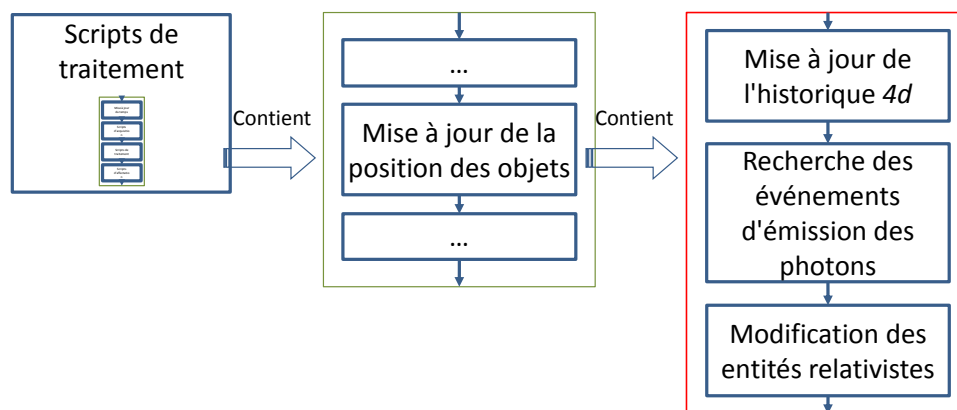 Scripts de
traitement
Contient
...
Mise à jour de la
position des objets
...
Contient
Mise à jour de
l'historique 4d
Recherche des
événements
d'émission des
photons
Modification des
entités relativistes